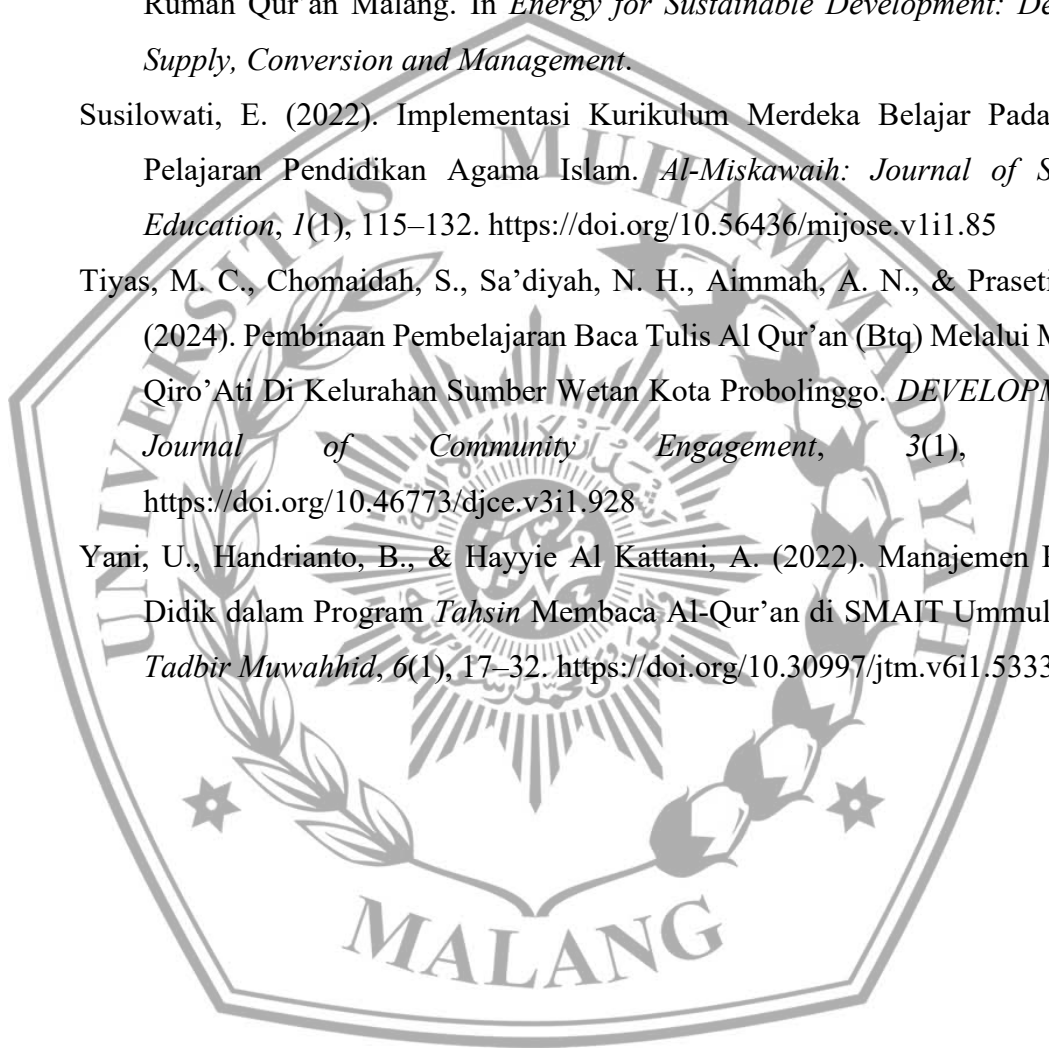 Rumah Qur'an Malang. In Energy for Sustainable Development: De
Supply, Conversion and Management.
Susilowati, E. (2022). Implementasi Kurikulum Merdeka Belajar Pada
Pelajaran Pendidikan Agama Islam. Al-Miskawaih: Journal of S
Education, 1(1), 115–132. https://doi.org/10.56436/mijose.v1i1.85
Tiyas, M. C., Chomaidah, S., Sa'diyah, N. H., Aimmah, A. N., & Praseti
(2024). Pembinaan Pembelajaran Baca Tulis Al Qur'an (Btq) Melalui M
Qiro'Ati Di Kelurahan Sumber Wetan Kota Probolinggo. DEVELOPM
Journal of Community Engagement, 3(1),
https://doi.org/10.46773/djce.v3i1.928
Yani, U., Handrianto, B., & Hayyie Al Kattani, A. (2022). Manajemen
Didik dalam Program Tahsin Membaca Al-Qur'an di SMAIT Ummul
Tadbir Muwahhid, 6(1), 17–32. https://doi.org/10.30997/jtm.v6i1.5333
UNIVERSITAS MUHAMMADIYAH
MALANG